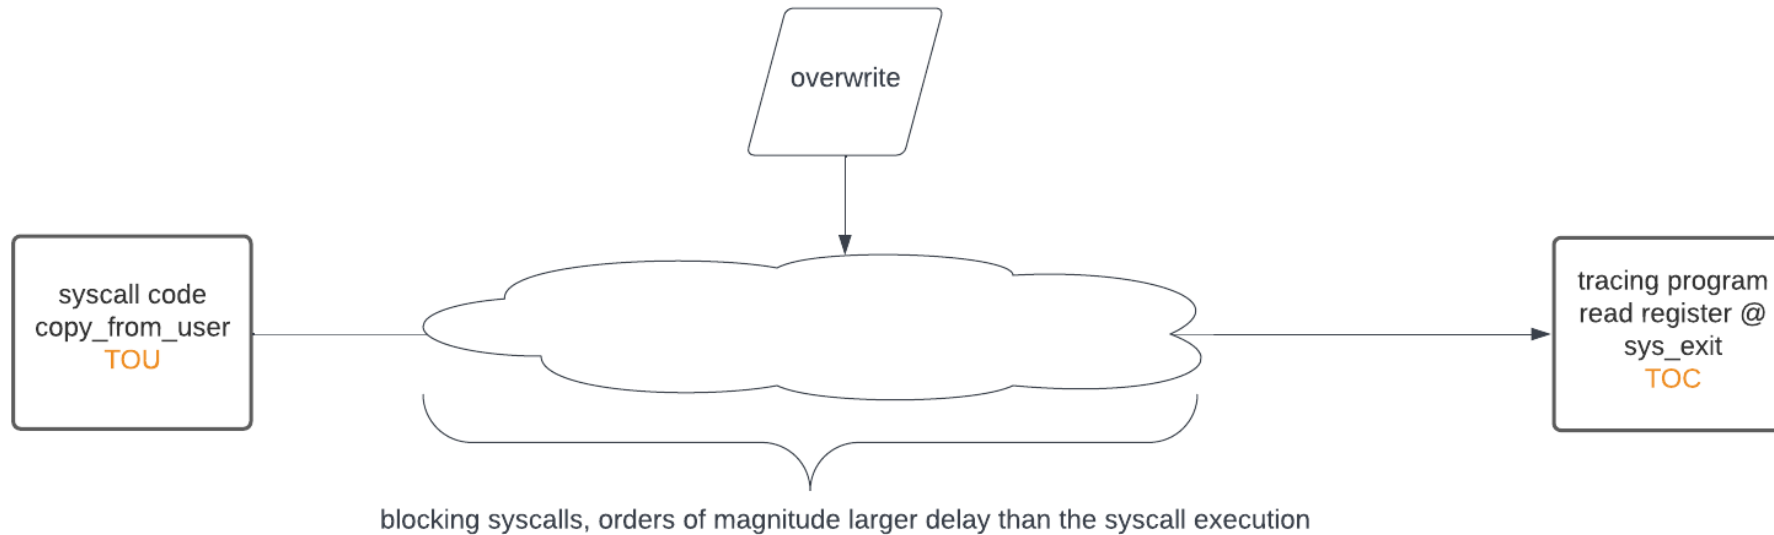 overwrite
syscall code
copy_from_user
TOU
tracing program
read register @
sys_exit
TOC
blocking syscalls, orders of magnitude larger delay than the syscall execution